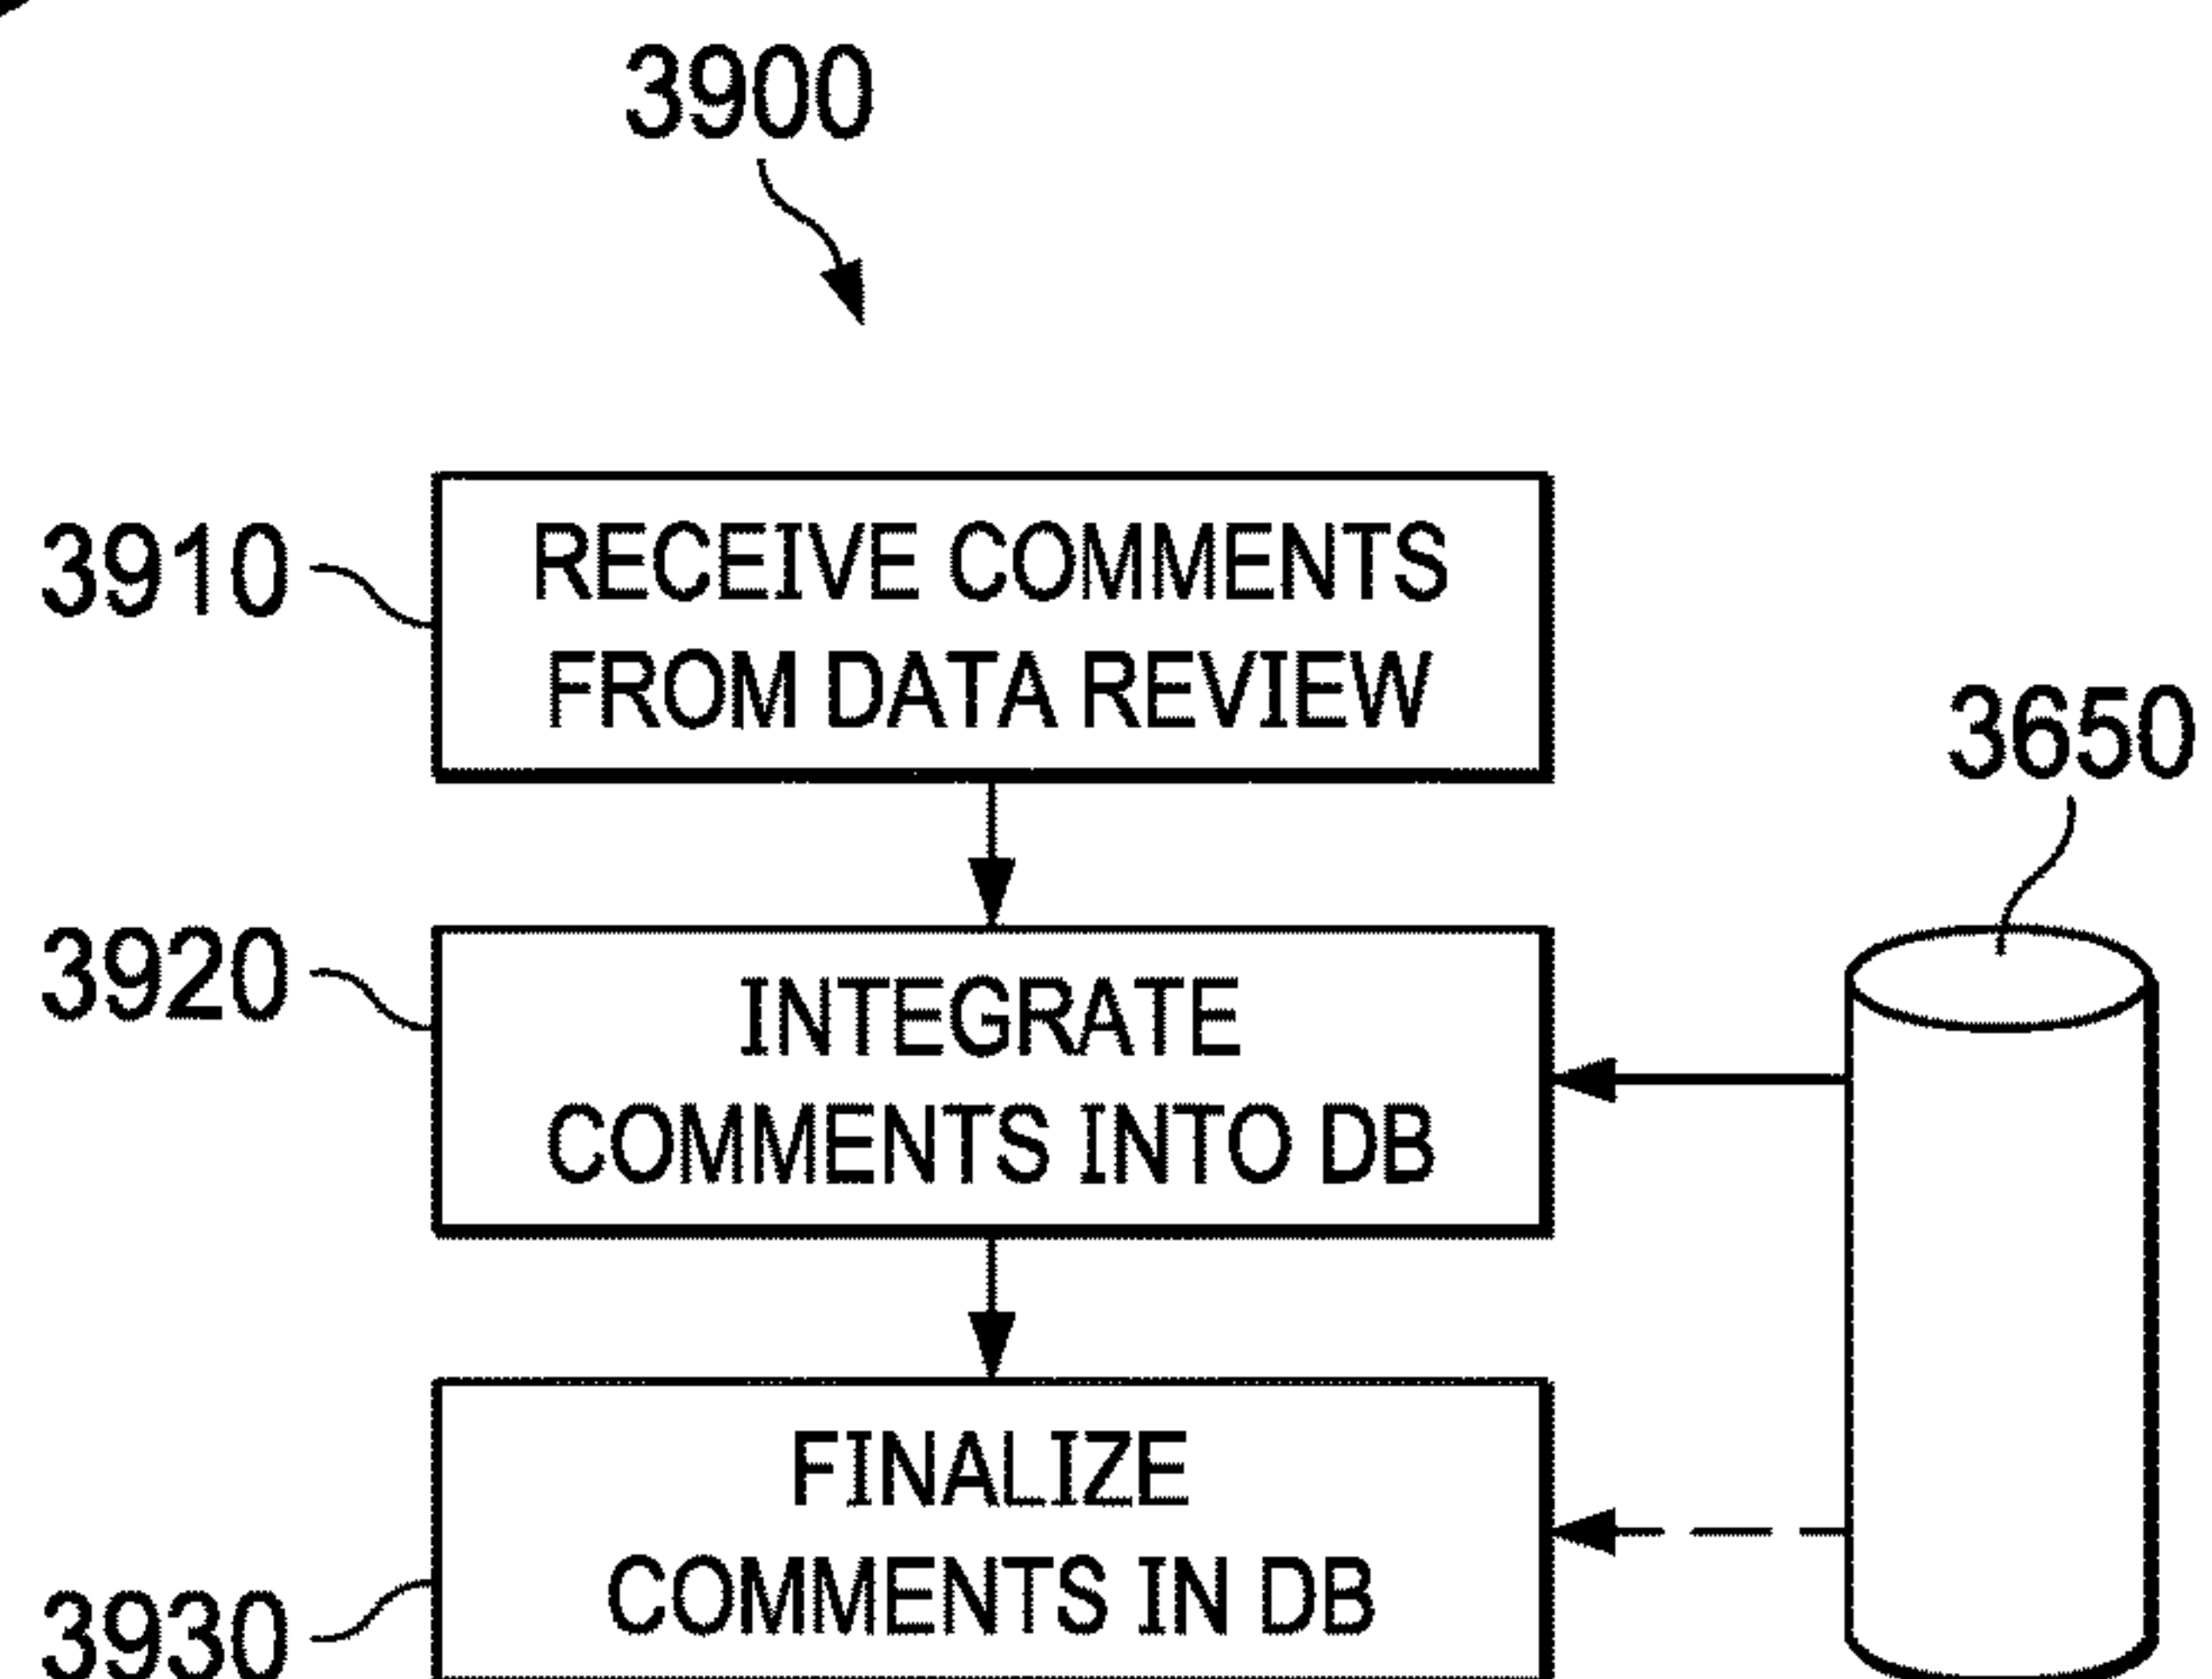 3900
3910
RECEIVE COMMENTS
FROM DATA REVIEW
3650
3920
INTEGRATE
COMMENTS INTO DB
FINALIZE
COMMENTS IN DB
3930